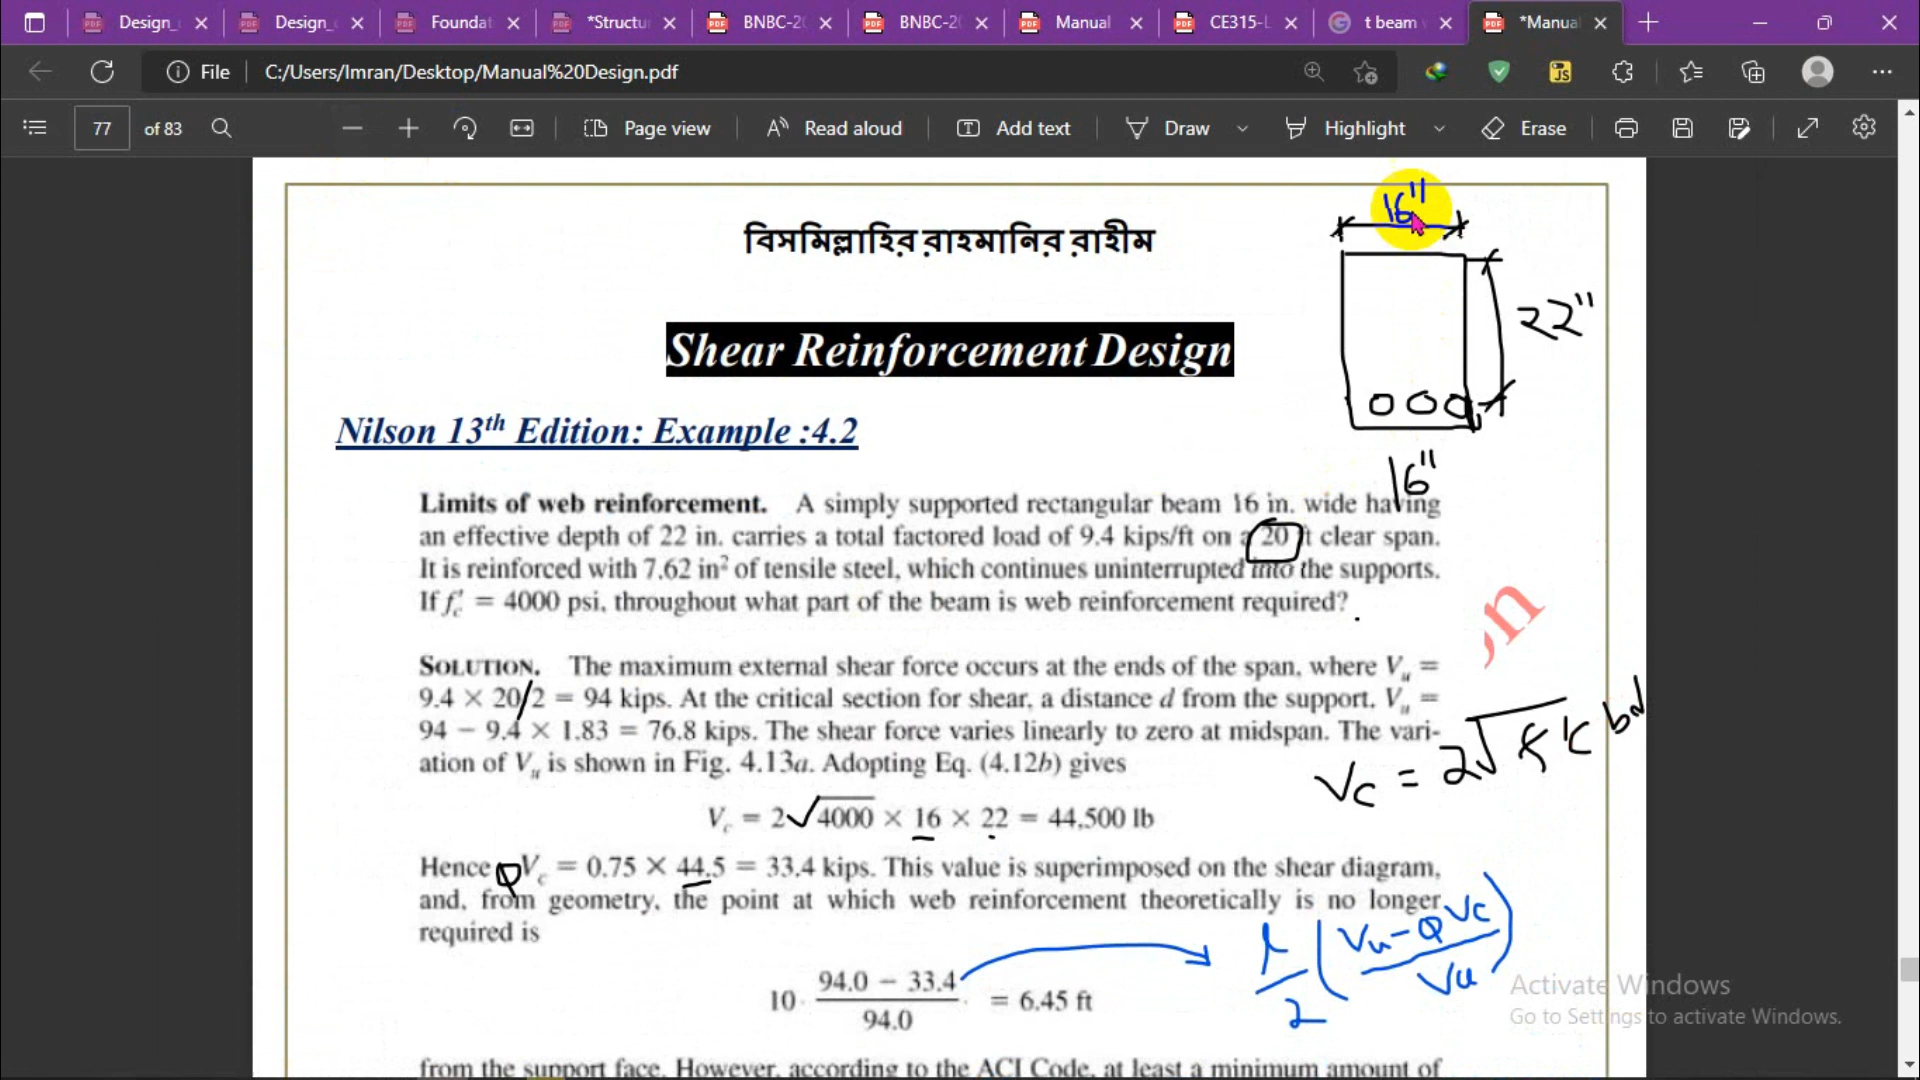 Design_
Design_
Foundat
*Structu
BNBC-20
BNBC-20
Manual
CE315-L
t beam
*Manua
File
C:/Users/Imran/Desktop/Manual%20Design.pdf
77 of 83
Page view
Read aloud
Add text
Draw
Highlight
Erase
16"
বিসমিল্লাহির রাহমানির রাহীম
22"
Shear Reinforcement Design
Nilson 13th Edition: Example :4.2
16"
Limits of web reinforcement. A simply supported rectangular beam 16 in. wide having
an effective depth of 22 in. carries a total factored load of 9.4 kips/ft on a 20 ft clear span.
It is reinforced with 7.62 in² of tensile steel, which continues uninterrupted into the supports.
If f′c = 4000 psi, throughout what part of the beam is web reinforcement required?
SOLUTION. The maximum external shear force occurs at the ends of the span, where Vu =
9.4 × 20/2 = 94 kips. At the critical section for shear, a distance d from the support, Vu =
94 − 9.4 × 1.83 = 76.8 kips. The shear force varies linearly to zero at midspan. The vari-
ation of Vu is shown in Fig. 4.13a. Adopting Eq. (4.12b) gives
Vc = 2√f'c bd
Vc = 2√4000 × 16 × 22 = 44,500 lb
Hence φVc = 0.75 × 44.5 = 33.4 kips. This value is superimposed on the shear diagram,
and, from geometry, the point at which web reinforcement theoretically is no longer
required is
10 (94.0 − 33.4)/94.0 = 6.45 ft
l/2 ((Vu − φVc)/Vu)
Activate Windows
Go to Settings to activate Windows.
from the support face. However, according to the ACI Code, at least a minimum amount of